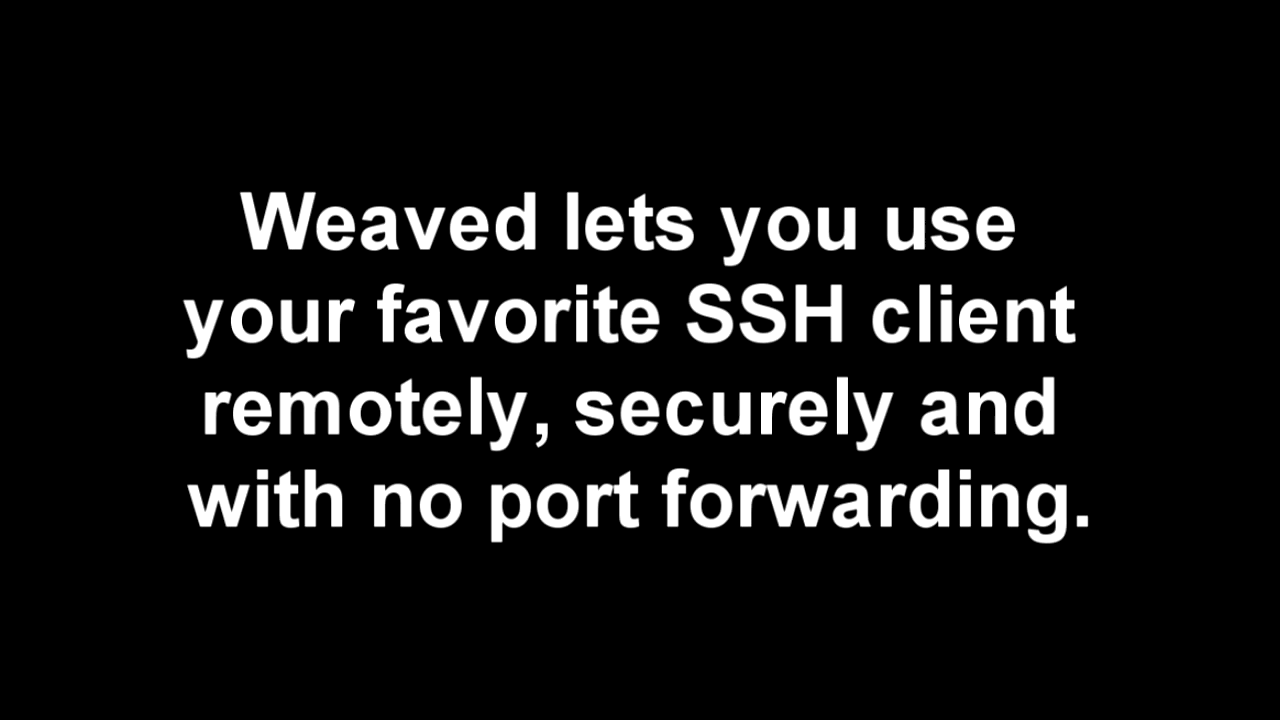 Weaved lets you use
your favorite SSH client
remotely, securely and
with no port forwarding.